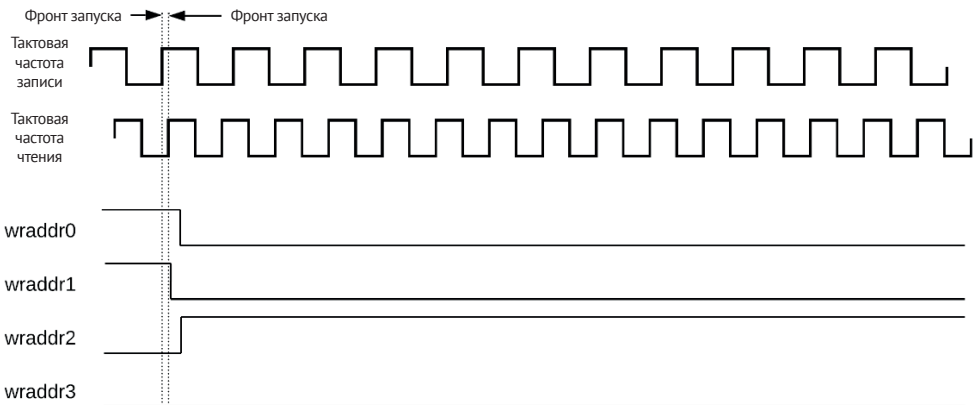 Фронт запуска
Фронт запуска
Тактовая
частота
записи
Тактовая
частота
чтения
wraddr0
wraddr1
wraddr2
wraddr3